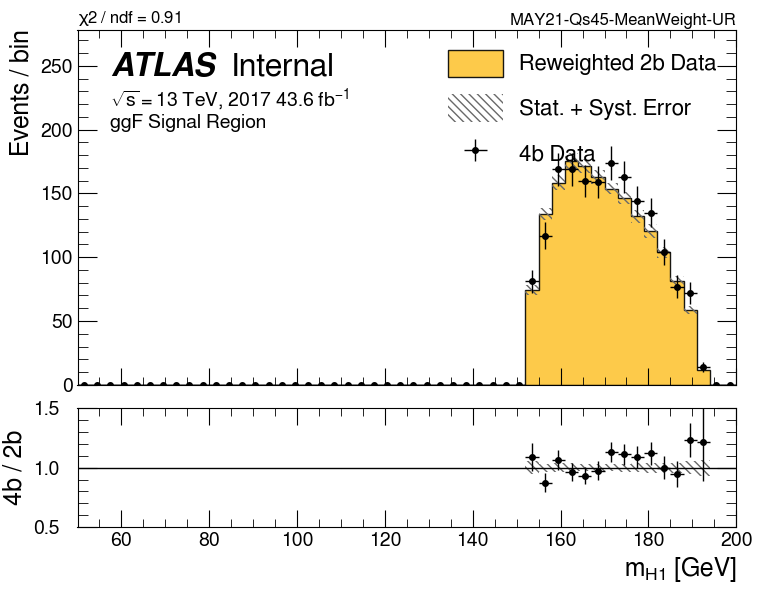 χ² / ndf = 0.91
MAY21-Qs45-MeanWeight-UR
Events / bin
ATLAS Internal
√s = 13 TeV, 2017 43.6 fb⁻¹
ggF Signal Region
Reweighted 2b Data
Stat. + Syst. Error
4b Data
250
200
150
100
50
0
4b / 2b
1.5
1.0
0.5
60 80 100 120 140 160 180 200
m_H1 [GeV]